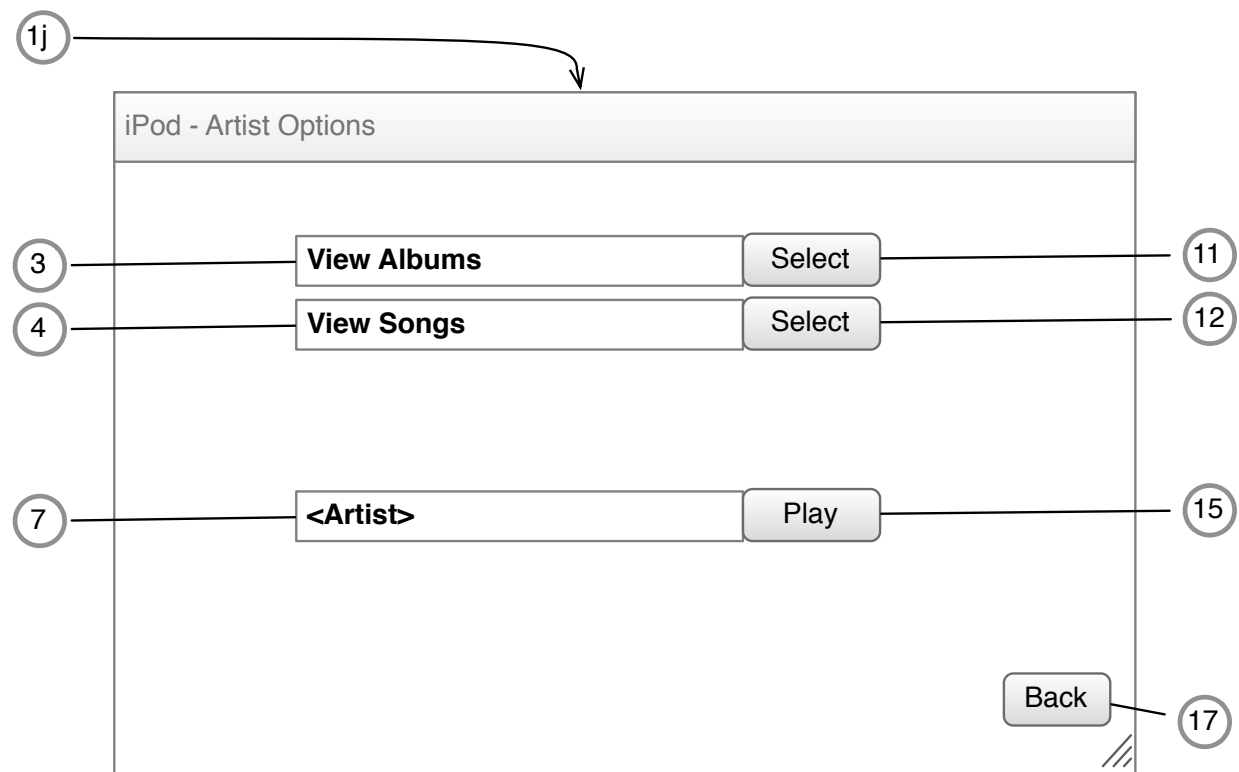 1j
iPod - Artist Options
3 View Albums Select 11
4 View Songs Select 12
7 <Artist> Play 15
Back 17